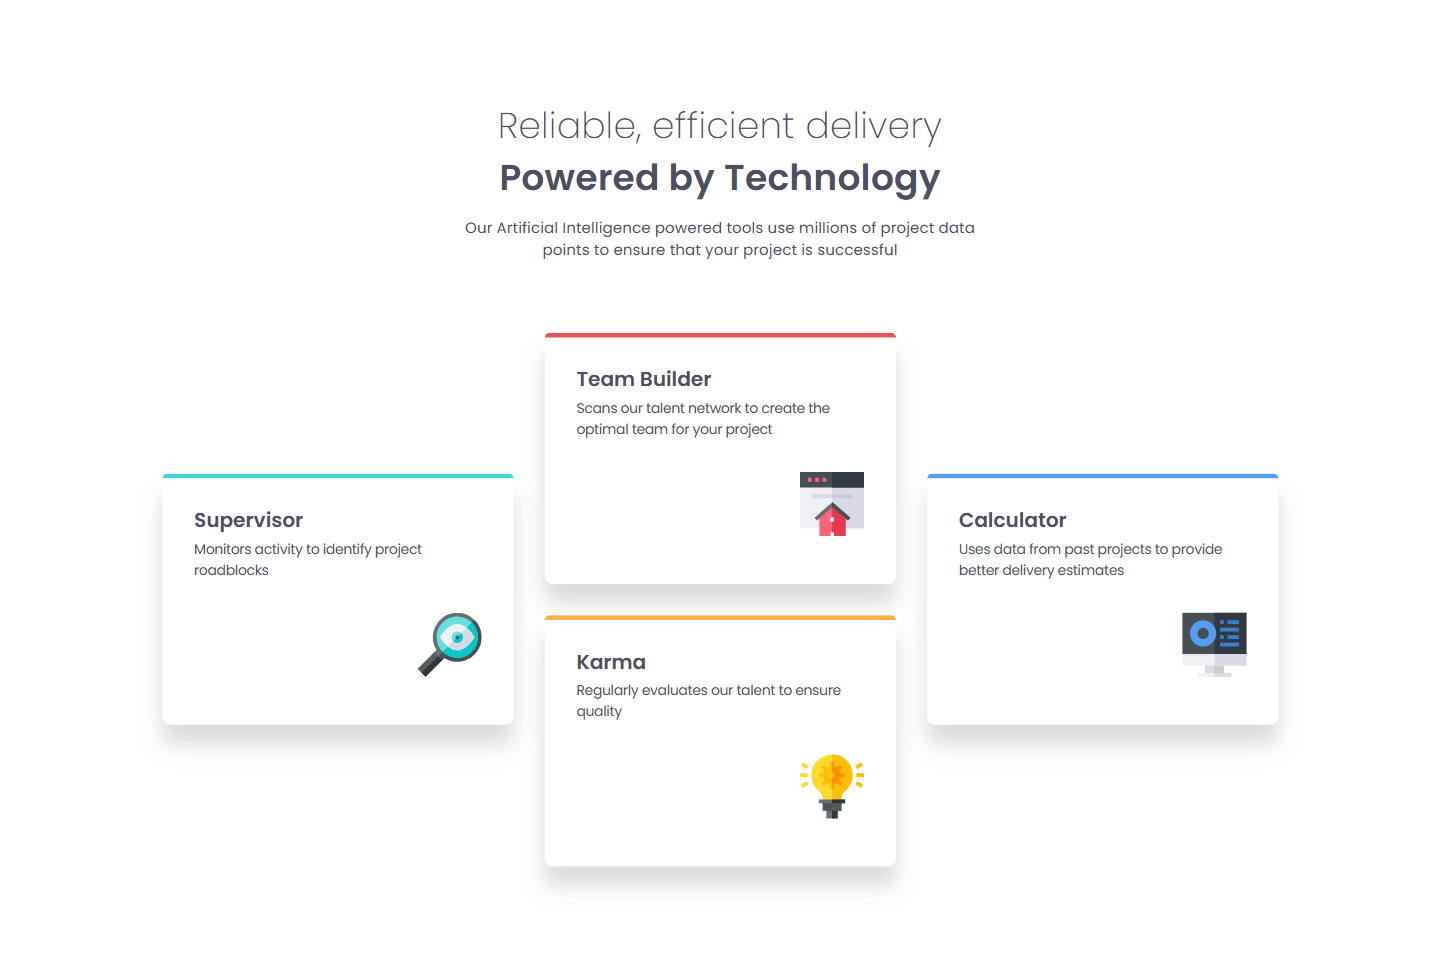 Reliable, efficient delivery
Powered by Technology
Our Artificial Intelligence powered tools use millions of project data
points to ensure that your project is successful
Team Builder
Scans our talent network to create the
optimal team for your project
Supervisor
Monitors activity to identify project
roadblocks
Calculator
Uses data from past projects to provide
better delivery estimates
Karma
Regularly evaluates our talent to ensure
quality